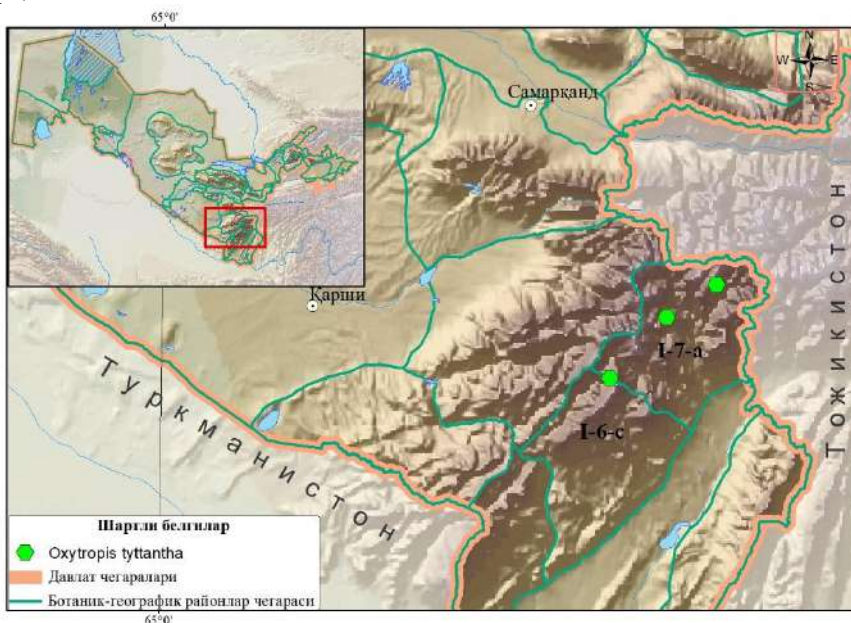 65°0'
N
W E
S
Самарқанд
Қарши
I-7-a
I-6-c
Туркманистон
Тожикистон
Шартли белгилар
Oxytropis tyttantha
Давлат чегаралари
Ботаник-географик районлар чегараси
65°0'